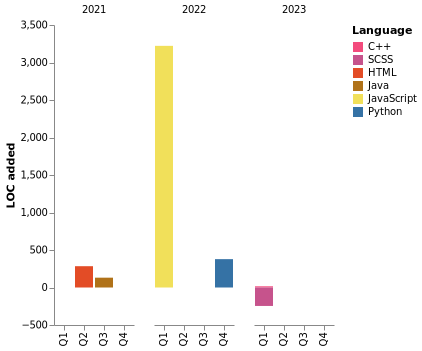 2021 2022 2023
Language
C++
SCSS
HTML
Java
JavaScript
Python
LOC added
3,500
3,000
2,500
2,000
1,500
1,000
500
0
−500
Q1 Q2 Q3 Q4 Q1 Q2 Q3 Q4 Q1 Q2 Q3 Q4